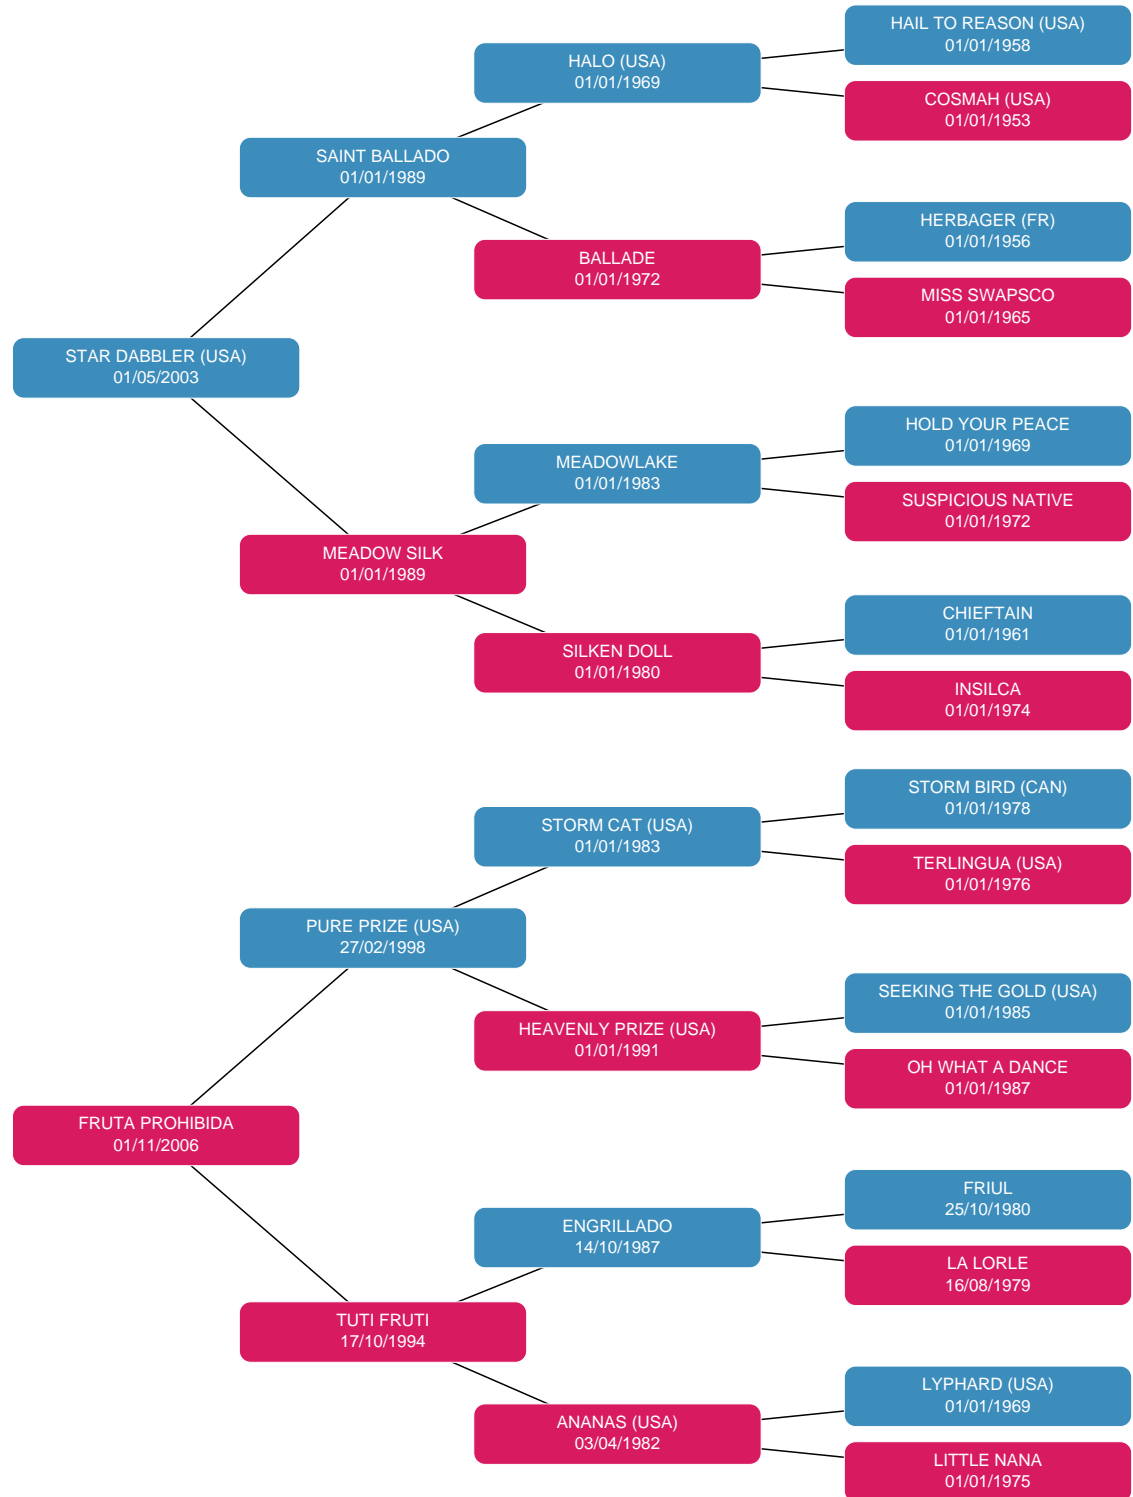 HAIL TO REASON (USA)
01/01/1958
HALO (USA)
01/01/1969
COSMAH (USA)
01/01/1953
SAINT BALLADO
01/01/1989
HERBAGER (FR)
01/01/1956
BALLADE
01/01/1972
MISS SWAPSCO
01/01/1965
STAR DABBLER (USA)
01/05/2003
HOLD YOUR PEACE
01/01/1969
MEADOWLAKE
01/01/1983
SUSPICIOUS NATIVE
01/01/1972
MEADOW SILK
01/01/1989
CHIEFTAIN
01/01/1961
SILKEN DOLL
01/01/1980
INSILCA
01/01/1974
STORM BIRD (CAN)
01/01/1978
STORM CAT (USA)
01/01/1983
TERLINGUA (USA)
01/01/1976
PURE PRIZE (USA)
27/02/1998
SEEKING THE GOLD (USA)
01/01/1985
HEAVENLY PRIZE (USA)
01/01/1991
OH WHAT A DANCE
01/01/1987
FRUTA PROHIBIDA
01/11/2006
FRIUL
25/10/1980
ENGRILLADO
14/10/1987
LA LORLE
16/08/1979
TUTI FRUTI
17/10/1994
LYPHARD (USA)
01/01/1969
ANANAS (USA)
03/04/1982
LITTLE NANA
01/01/1975